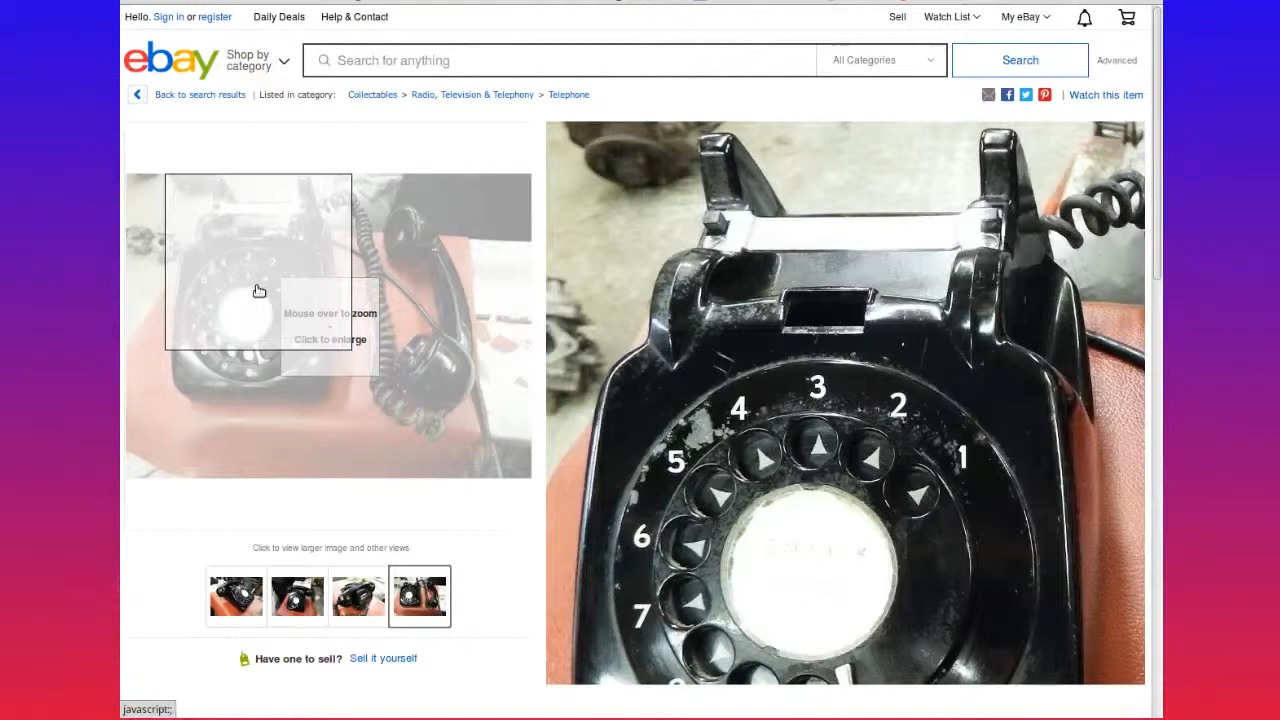 Hello. Sign in or register Daily Deals Help & Contact Sell Watch List My eBay
ebay Shop by category Search for anything All Categories Search Advanced
Back to search results | Listed in category: Collectables > Radio, Television & Telephony > Telephone | Watch this item
Mouse over to zoom
-
Click to enlarge
3
4 2
5 1
6
7
Click to view larger image and other views
Have one to sell? Sell it yourself
javascript:;